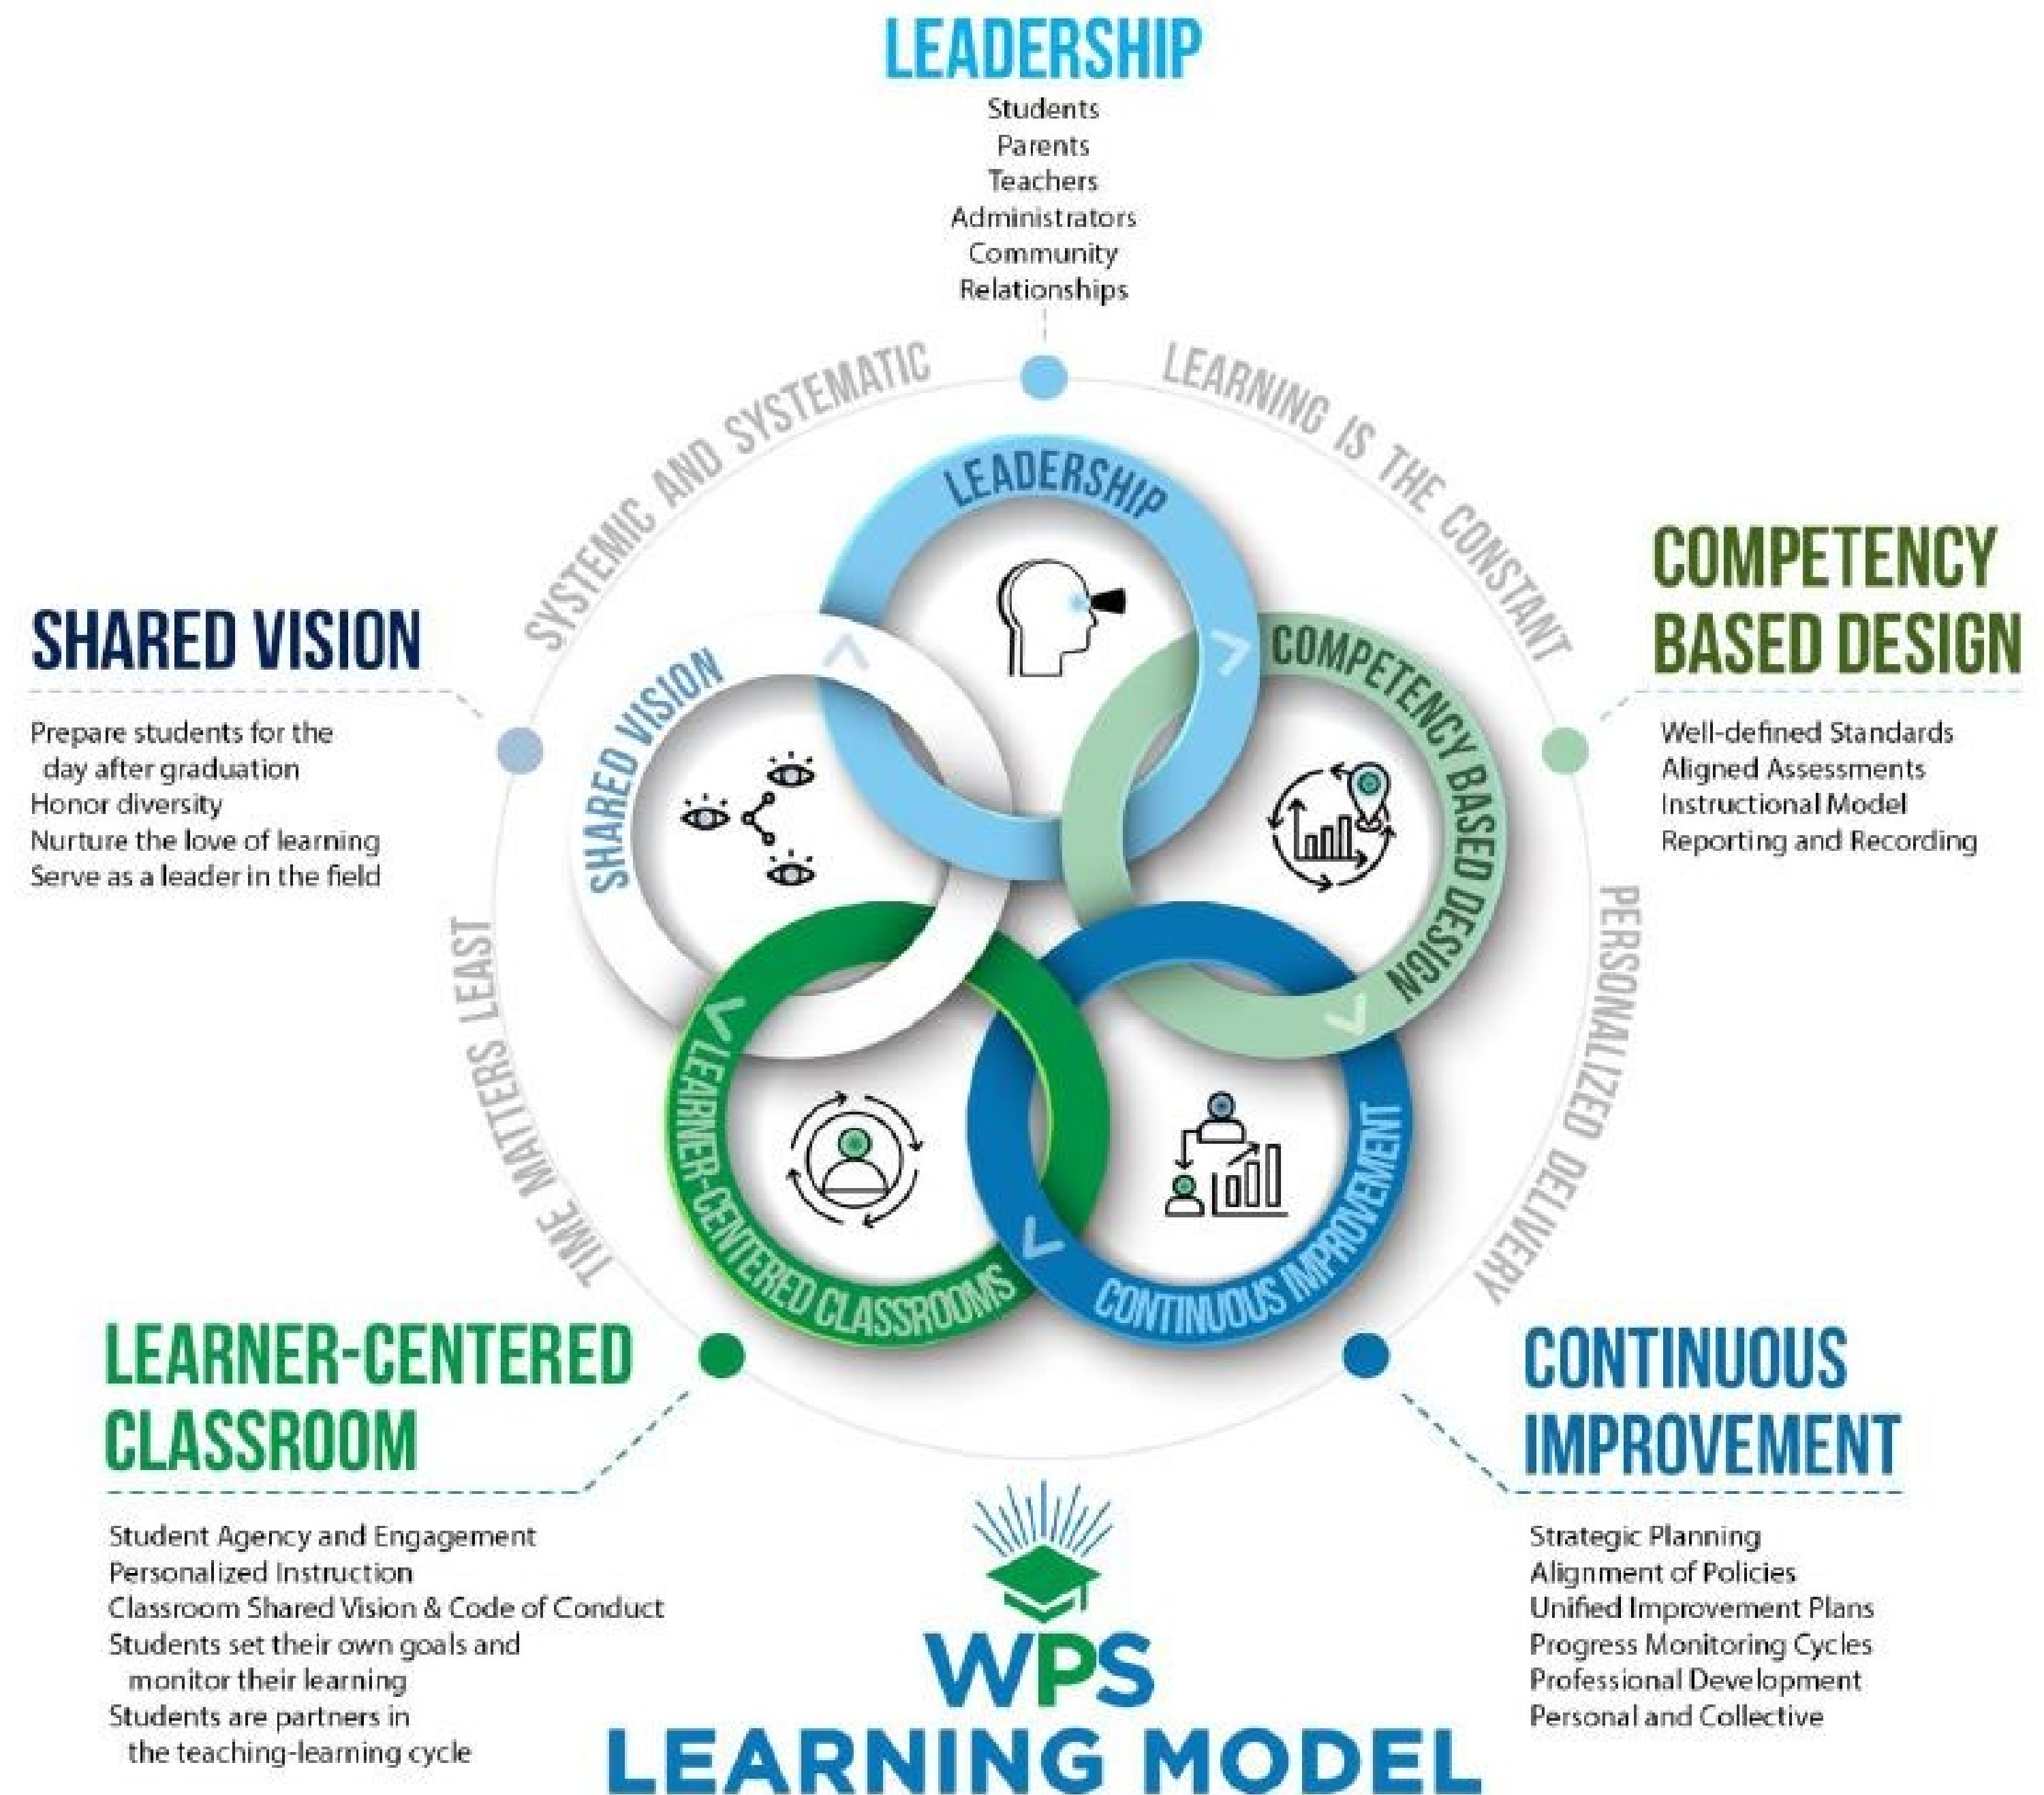 LEADERSHIP
Students
Parents
Teachers
Administrators
Community
Relationships
SYSTEMIC AND SYSTEMATIC
LEARNING IS THE CONSTANT
PERSONALIZED DELIVERY
TIME MATTERS LEAST
SHARED VISION
Prepare students for the
day after graduation
Honor diversity
Nurture the love of learning
Serve as a leader in the field
COMPETENCY
BASED DESIGN
Well-defined Standards
Aligned Assessments
Instructional Model
Reporting and Recording
LEADERSHIP
COMPETENCY BASED DESIGN
CONTINUOUS IMPROVEMENT
LEARNER-CENTERED CLASSROOMS
SHARED VISION
LEARNER-CENTERED
CLASSROOM
Student Agency and Engagement
Personalized Instruction
Classroom Shared Vision & Code of Conduct
Students set their own goals and
monitor their learning
Students are partners in
the teaching-learning cycle
CONTINUOUS
IMPROVEMENT
Strategic Planning
Alignment of Policies
Unified Improvement Plans
Progress Monitoring Cycles
Professional Development
Personal and Collective
WPS
LEARNING MODEL